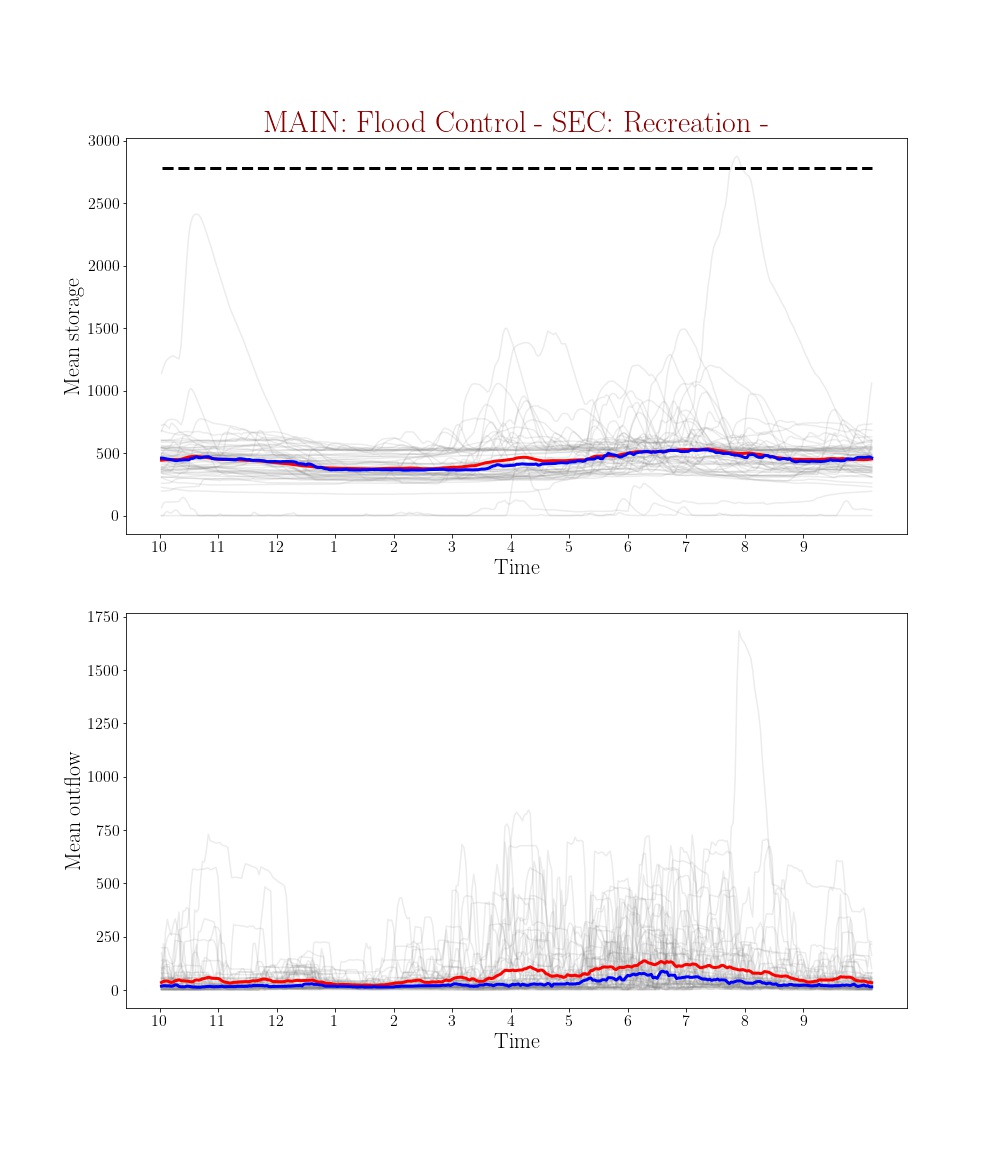 MAIN: Flood Control - SEC: Recreation -
3000
2500
2000
1500
1000
500
0
Mean storage
10 11 12 1 2 3 4 5 6 7 8 9
Time
1750
1500
1250
1000
750
500
250
0
Mean outflow
10 11 12 1 2 3 4 5 6 7 8 9
Time